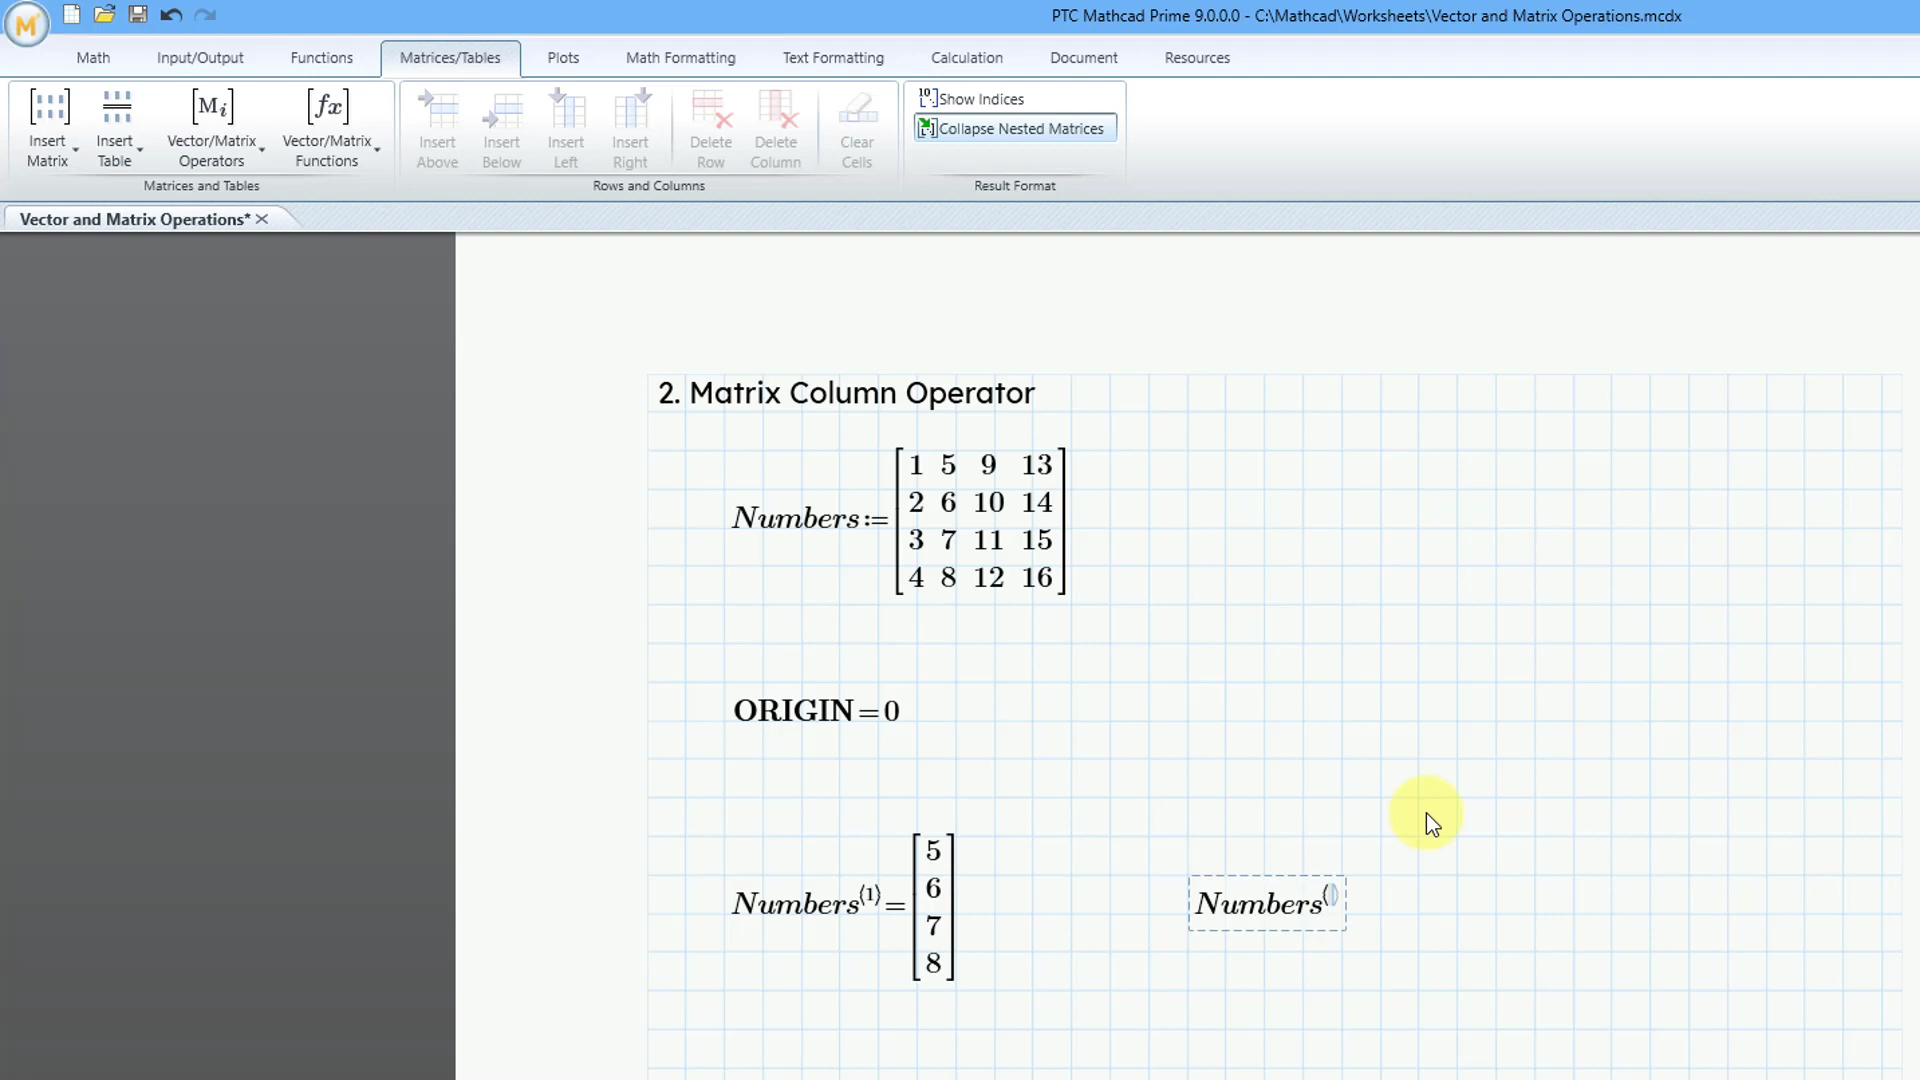 PTC Mathcad Prime 9.0.0.0 - C:\Mathcad\Worksheets\Vector and Matrix Operations.mcdx
Math Input/Output Functions Matrices/Tables Plots Math Formatting Text Formatting Calculation Document Resources
Insert Matrix
Insert Table
Vector/Matrix Operators
Vector/Matrix Functions
Matrices and Tables
Insert Above
Insert Below
Insert Left
Insert Right
Delete Row
Delete Column
Clear Cells
Rows and Columns
Show Indices
Collapse Nested Matrices
Result Format
Vector and Matrix Operations*
2. Matrix Column Operator
Numbers :=
1 5 9 13
2 6 10 14
3 7 11 15
4 8 12 16
ORIGIN = 0
Numbers⟨1⟩ =
5
6
7
8
Numbers⟨⟩